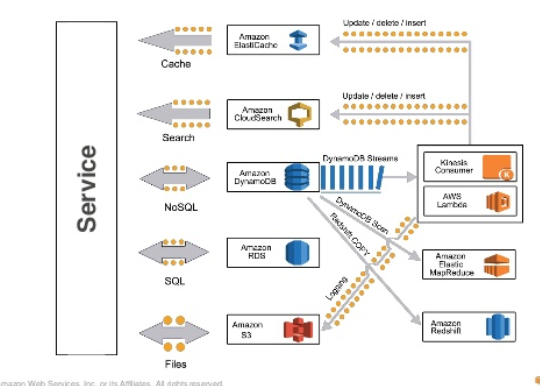 Service
Cache
Search
NoSQL
SQL
Files
Amazon
ElastiCache
Amazon
CloudSearch
Amazon
DynamoDB
Amazon
RDS
Amazon
S3
Update / delete / insert
Update / delete / insert
DynamoDB Streams
DynamoDB Scan
Redshift COPY
Logging
Kinesis
Consumer
K
AWS
Lambda
Amazon
Elastic
MapReduce
Amazon
Redshift
Amazon Web Services, Inc. or its Affiliates. All rights reserved.